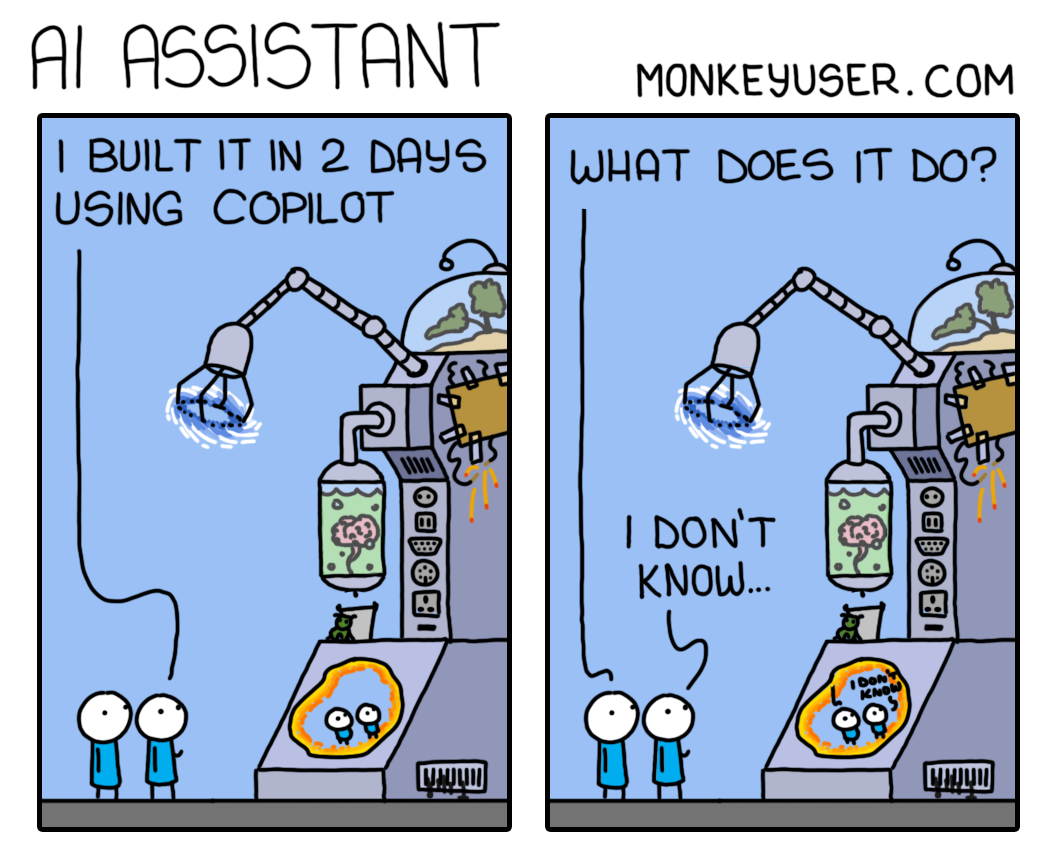 AI ASSISTANT
MONKEYUSER.COM
I BUILT IT IN 2 DAYS
USING COPILOT
WHAT DOES IT DO?
I DON'T
KNOW...
I DON'T
KNOW